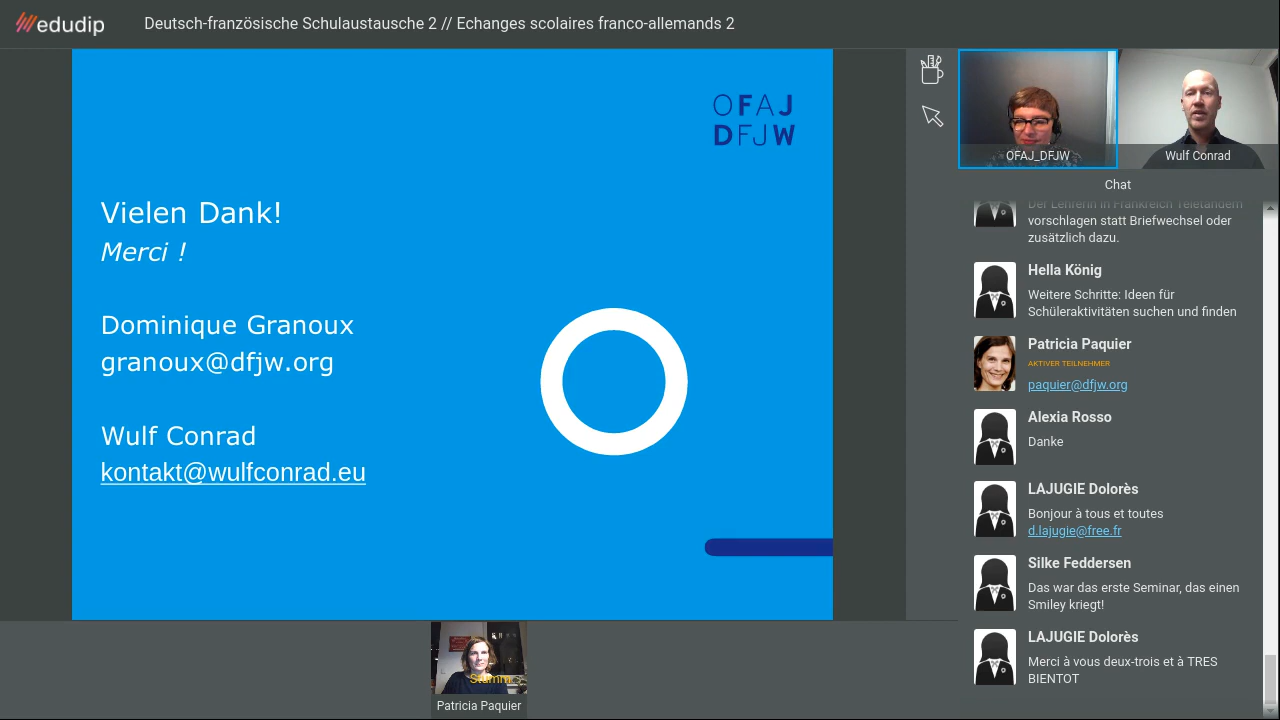 edudip
Deutsch-französische Schulaustausche 2 // Echanges scolaires franco-allemands 2
OFAJ
DFJW
Vielen Dank!
Merci !
Dominique Granoux
granoux@dfjw.org
Wulf Conrad
kontakt@wulfconrad.eu
OFAJ_DFJW
Wulf Conrad
Chat
Der Lehrerin in Frankreich Teletandem
vorschlagen statt Briefwechsel oder
zusätzlich dazu.
Hella König
Weitere Schritte: Ideen für
Schüleraktivitäten suchen und finden
Patricia Paquier
AKTIVER TEILNEHMER
paquier@dfjw.org
Alexia Rosso
Danke
LAJUGIE Dolorès
Bonjour à tous et toutes
d.lajugie@free.fr
Silke Feddersen
Das war das erste Seminar, das einen
Smiley kriegt!
LAJUGIE Dolorès
Merci à vous deux-trois et à TRES
BIENTOT
Stumm
Patricia Paquier